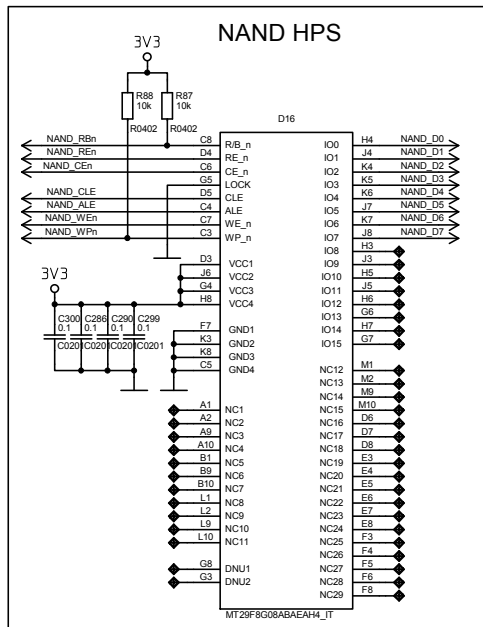 NAND HPS
3V3
R88 R87
10k 10k
R0402 R0402
D16
NAND_RBn C8 R/B_n IO0 H4 NAND_D0
NAND_REn D4 RE_n IO1 J4 NAND_D1
NAND_CEn C6 CE_n IO2 K4 NAND_D2
G5 LOCK IO3 K5 NAND_D3
NAND_CLE D5 CLE IO4 K6 NAND_D4
NAND_ALE C4 ALE IO5 J7 NAND_D5
NAND_WEn C7 WE_n IO6 K7 NAND_D6
NAND_WPn C3 WP_n IO7 J8 NAND_D7
IO8 H3
D3 VCC1 IO9 J3
3V3 J6 VCC2 IO10 H5
G4 VCC3 IO11 J5
H8 VCC4 IO12 H6
IO13 G6
C300 C286 C290 C299
0.1 0.1 0.1 0.1
C020 C020 C020 C0201
F7 GND1 IO14 H7
K3 GND2 IO15 G7
K8 GND3
C5 GND4 NC12 M1
NC13 M2
NC14 M9
A1 NC1 NC15 M10
A2 NC2 NC16 D6
A9 NC3 NC17 D7
A10 NC4 NC18 D8
B1 NC5 NC19 E3
B9 NC6 NC20 E4
B10 NC7 NC21 E5
L1 NC8 NC22 E6
L2 NC9 NC23 E7
L9 NC10 NC24 E8
L10 NC11 NC25 F3
NC26 F4
G8 DNU1 NC27 F5
G3 DNU2 NC28 F6
NC29 F8
MT29F8G08ABAEAH4_IT